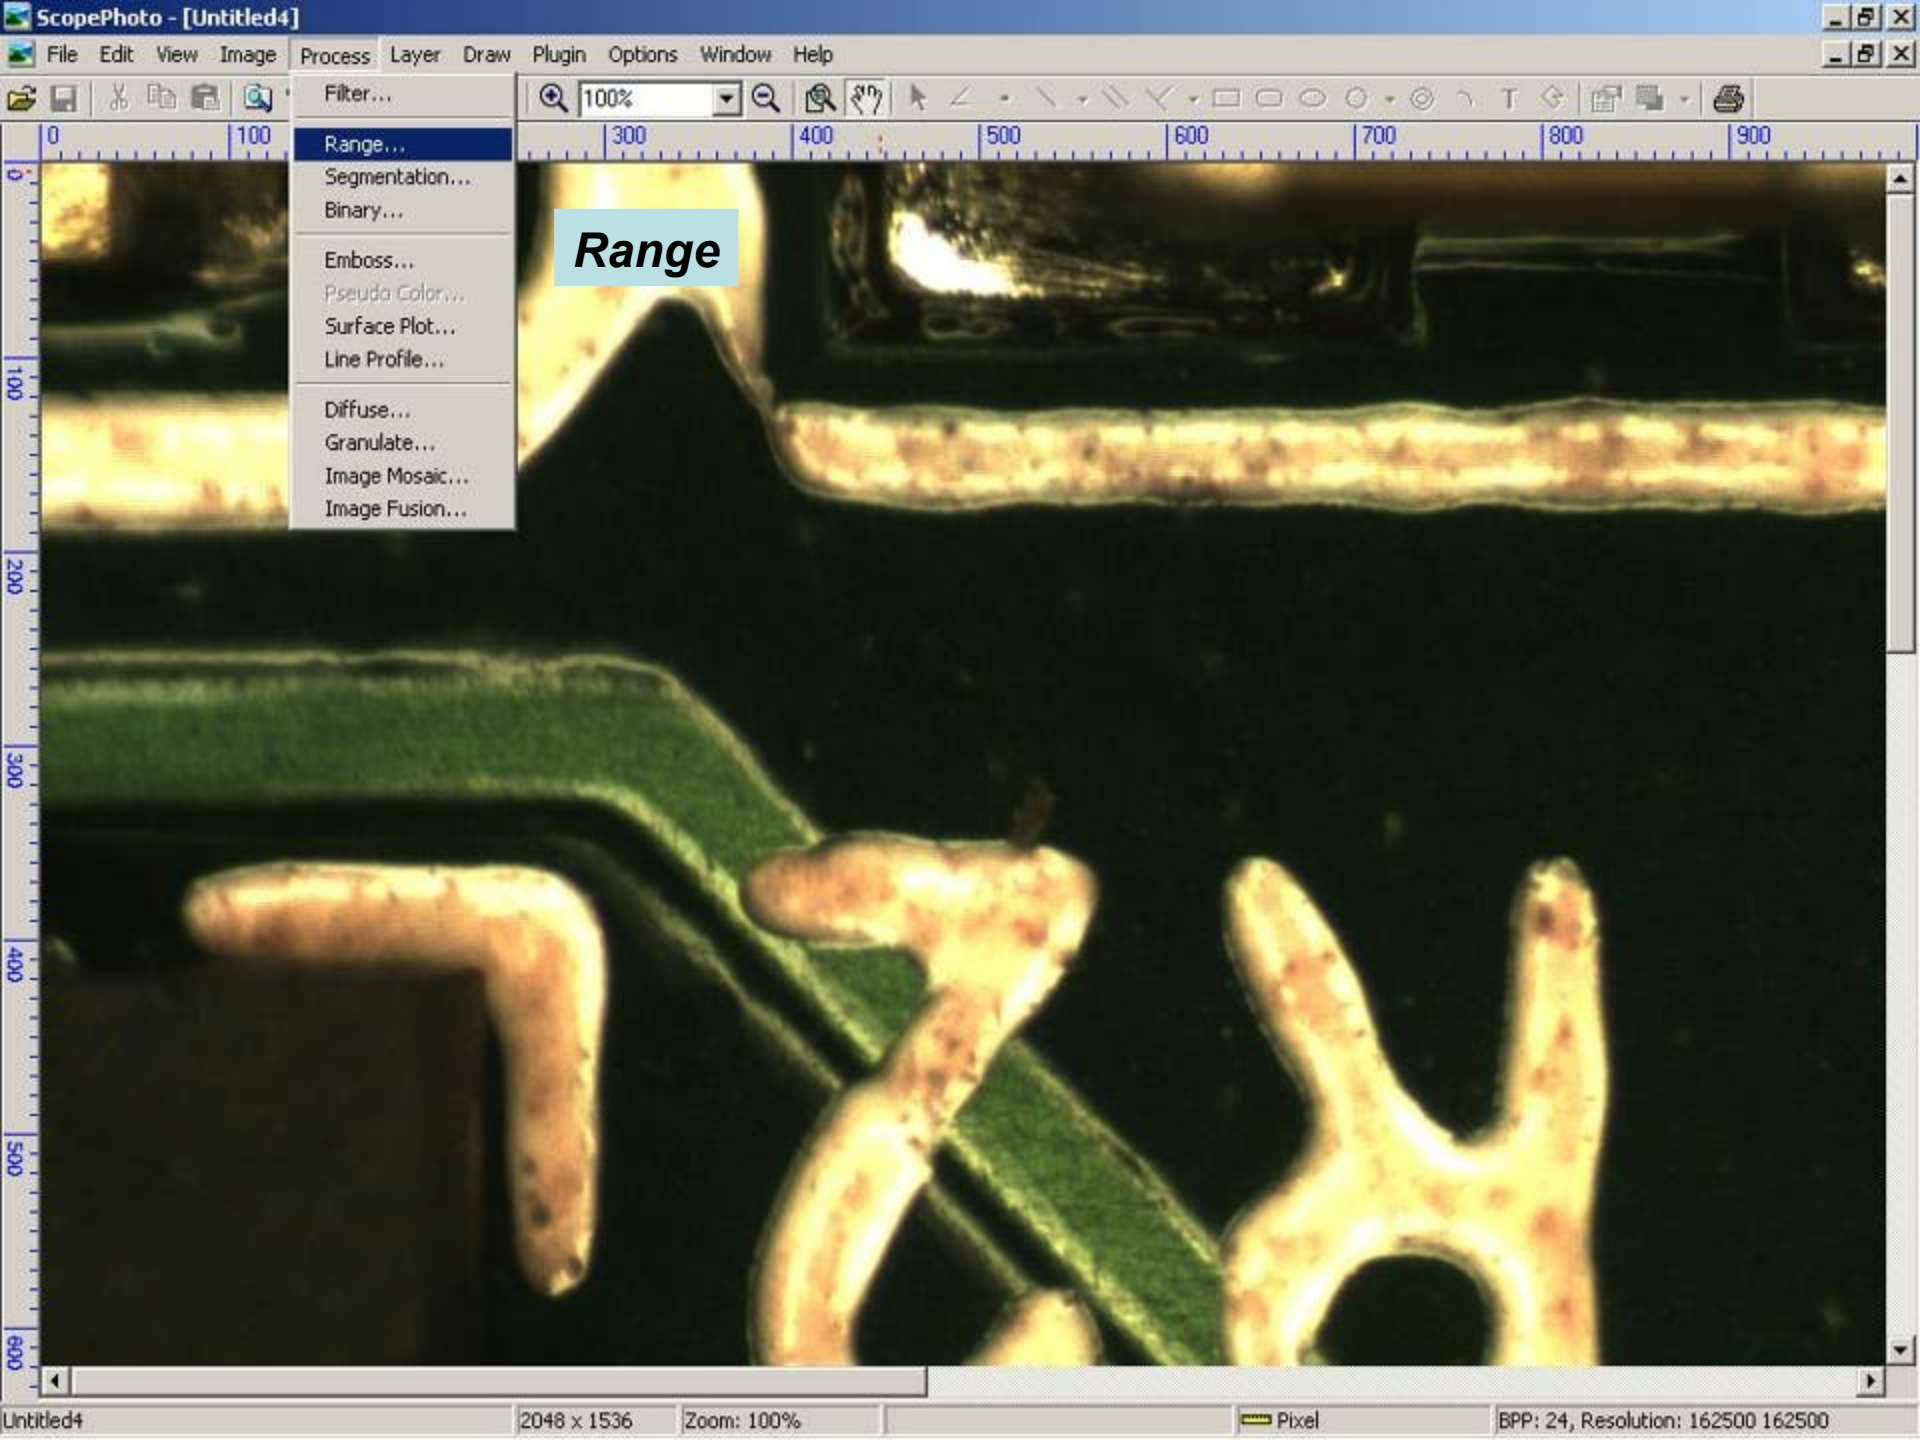 ScopePhoto - [Untitled4]
File Edit View Image Process Layer Draw Plugin Options Window Help
100%
Filter...
Range...
Segmentation...
Binary...
Emboss...
Pseudo Color...
Surface Plot...
Line Profile...
Diffuse...
Granulate...
Image Mosaic...
Image Fusion...
0 100 300 400 500 600 700 800 900
0
100
200
300
400
500
600
Range
Untitled4 2048 x 1536 Zoom: 100% Pixel BPP: 24, Resolution: 162500 162500